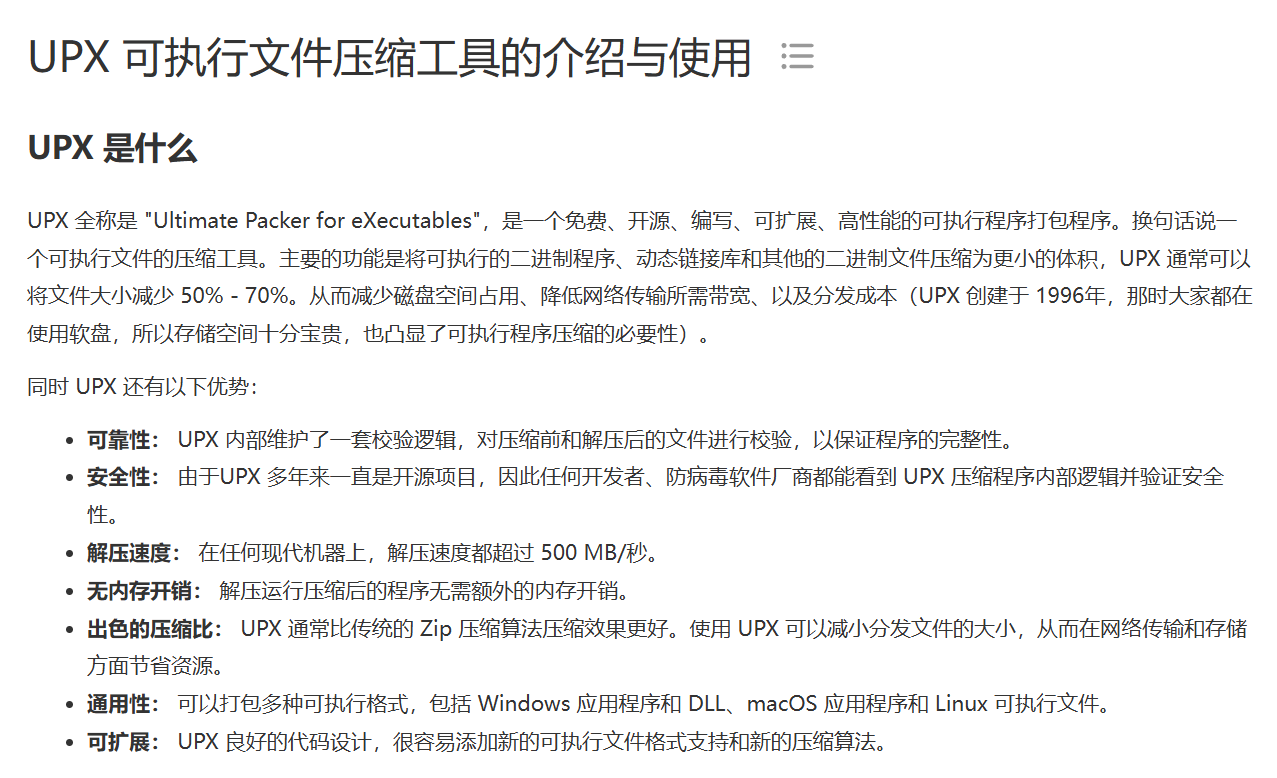 UPX 可执行文件压缩工具的介绍与使用
UPX 是什么
UPX 全称是 "Ultimate Packer for eXecutables"，是一个免费、开源、编写、可扩展、高性能的可执行程序打包程序。换句话说一
个可执行文件的压缩工具。主要的功能是将可执行的二进制程序、动态链接库和其他的二进制文件压缩为更小的体积，UPX 通常可以
将文件大小减少 50% - 70%。从而减少磁盘空间占用、降低网络传输所需带宽、以及分发成本（UPX 创建于 1996年，那时大家都在
使用软盘，所以存储空间十分宝贵，也凸显了可执行程序压缩的必要性）。
同时 UPX 还有以下优势：
• 可靠性： UPX 内部维护了一套校验逻辑，对压缩前和解压后的文件进行校验，以保证程序的完整性。
• 安全性： 由于UPX 多年来一直是开源项目，因此任何开发者、防病毒软件厂商都能看到 UPX 压缩程序内部逻辑并验证安全
性。
• 解压速度： 在任何现代机器上，解压速度都超过 500 MB/秒。
• 无内存开销： 解压运行压缩后的程序无需额外的内存开销。
• 出色的压缩比： UPX 通常比传统的 Zip 压缩算法压缩效果更好。使用 UPX 可以减小分发文件的大小，从而在网络传输和存储
方面节省资源。
• 通用性： 可以打包多种可执行格式，包括 Windows 应用程序和 DLL、macOS 应用程序和 Linux 可执行文件。
• 可扩展： UPX 良好的代码设计，很容易添加新的可执行文件格式支持和新的压缩算法。